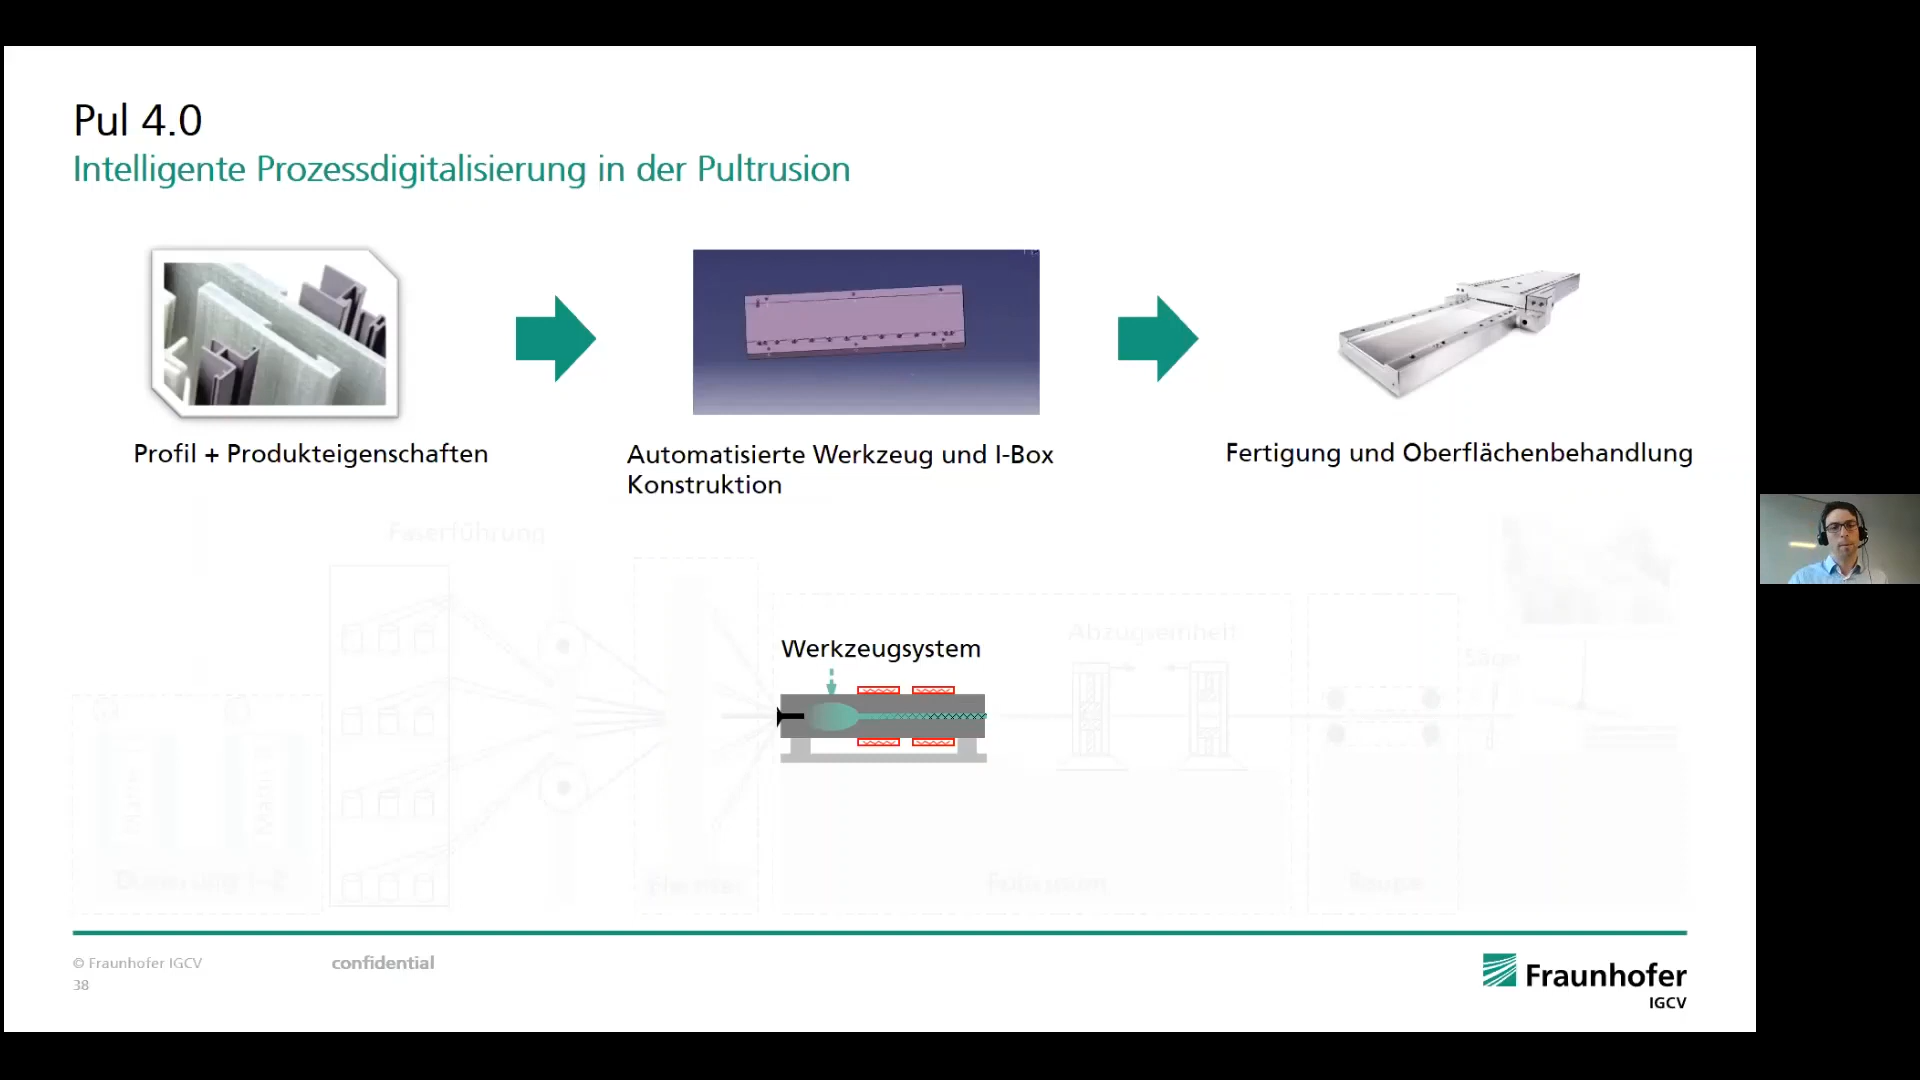 Pul 4.0
Intelligente Prozessdigitalisierung in der Pultrusion
Profil + Produkteigenschaften
Automatisierte Werkzeug und I-Box
Konstruktion
Fertigung und Oberflächenbehandlung
Faserführung
Werkzeugsystem
Abzugseinheit
Säge
© Fraunhofer IGCV
confidential
38
Fraunhofer
IGCV